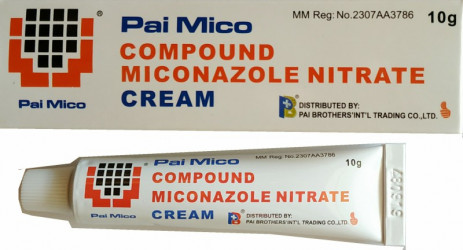 Pai Mico
MM Reg: No.2307AA3786
10g
COMPOUND
MICONAZOLE NITRATE
CREAM
Pai Mico
DISTRIBUTED BY:
PAI BROTHERS'INT'L TRADING CO.,LTD.
Pai Mico
MM Reg: No.2307AA3786
10g
COMPOUND
MICONAZOLE NITRATE
CREAM
Pai Mico
DISTRIBUTED BY:
PAI BROTHERS'INT'L TRADING CO.,LTD.